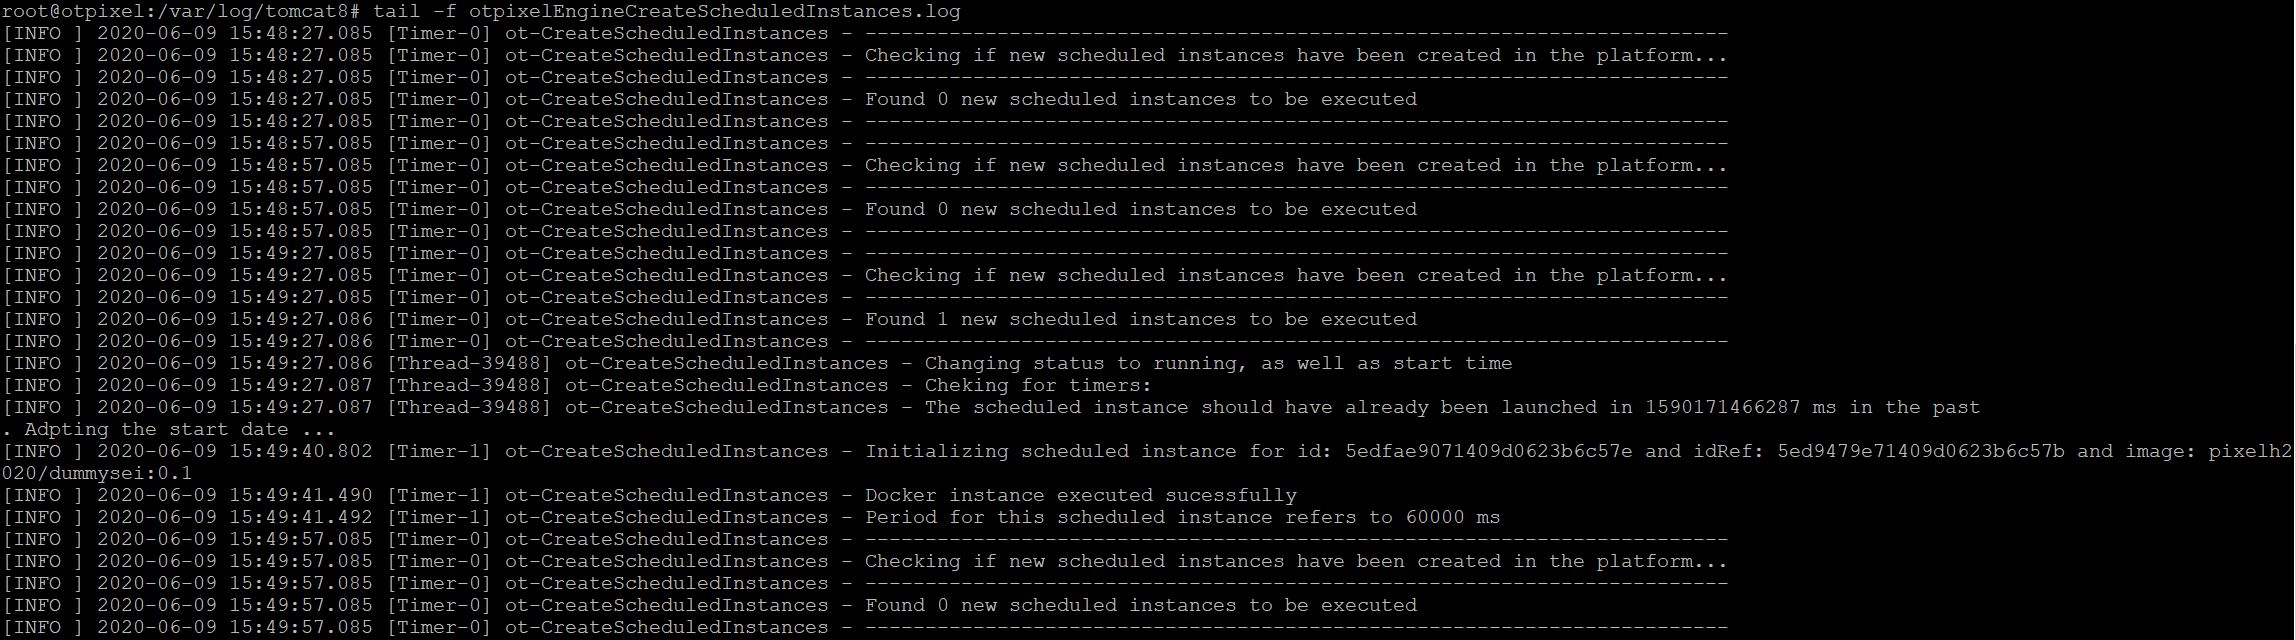 root@otpixel:/var/log/tomcat8# tail -f otpixelEngineCreateScheduledInstances.log
[INFO ] 2020-06-09 15:48:27.085 [Timer-0] ot-CreateScheduledInstances - ------------------------------------------------------------------------
[INFO ] 2020-06-09 15:48:27.085 [Timer-0] ot-CreateScheduledInstances - Checking if new scheduled instances have been created in the platform...
[INFO ] 2020-06-09 15:48:27.085 [Timer-0] ot-CreateScheduledInstances - ------------------------------------------------------------------------
[INFO ] 2020-06-09 15:48:27.085 [Timer-0] ot-CreateScheduledInstances - Found 0 new scheduled instances to be executed
[INFO ] 2020-06-09 15:48:27.085 [Timer-0] ot-CreateScheduledInstances - ------------------------------------------------------------------------
[INFO ] 2020-06-09 15:48:57.085 [Timer-0] ot-CreateScheduledInstances - ------------------------------------------------------------------------
[INFO ] 2020-06-09 15:48:57.085 [Timer-0] ot-CreateScheduledInstances - Checking if new scheduled instances have been created in the platform...
[INFO ] 2020-06-09 15:48:57.085 [Timer-0] ot-CreateScheduledInstances - ------------------------------------------------------------------------
[INFO ] 2020-06-09 15:48:57.085 [Timer-0] ot-CreateScheduledInstances - Found 0 new scheduled instances to be executed
[INFO ] 2020-06-09 15:48:57.085 [Timer-0] ot-CreateScheduledInstances - ------------------------------------------------------------------------
[INFO ] 2020-06-09 15:49:27.085 [Timer-0] ot-CreateScheduledInstances - ------------------------------------------------------------------------
[INFO ] 2020-06-09 15:49:27.085 [Timer-0] ot-CreateScheduledInstances - Checking if new scheduled instances have been created in the platform...
[INFO ] 2020-06-09 15:49:27.085 [Timer-0] ot-CreateScheduledInstances - ------------------------------------------------------------------------
[INFO ] 2020-06-09 15:49:27.086 [Timer-0] ot-CreateScheduledInstances - Found 1 new scheduled instances to be executed
[INFO ] 2020-06-09 15:49:27.086 [Timer-0] ot-CreateScheduledInstances - ------------------------------------------------------------------------
[INFO ] 2020-06-09 15:49:27.086 [Thread-39488] ot-CreateScheduledInstances - Changing status to running, as well as start time
[INFO ] 2020-06-09 15:49:27.087 [Thread-39488] ot-CreateScheduledInstances - Cheking for timers:
[INFO ] 2020-06-09 15:49:27.087 [Thread-39488] ot-CreateScheduledInstances - The scheduled instance should have already been launched in 1590171466287 ms in the past
. Adpting the start date ...
[INFO ] 2020-06-09 15:49:40.802 [Timer-1] ot-CreateScheduledInstances - Initializing scheduled instance for id: 5edfae9071409d0623b6c57e and idRef: 5ed9479e71409d0623b6c57b and image: pixelh2
020/dummysei:0.1
[INFO ] 2020-06-09 15:49:41.490 [Timer-1] ot-CreateScheduledInstances - Docker instance executed sucessfully
[INFO ] 2020-06-09 15:49:41.492 [Timer-1] ot-CreateScheduledInstances - Period for this scheduled instance refers to 60000 ms
[INFO ] 2020-06-09 15:49:57.085 [Timer-0] ot-CreateScheduledInstances - ------------------------------------------------------------------------
[INFO ] 2020-06-09 15:49:57.085 [Timer-0] ot-CreateScheduledInstances - Checking if new scheduled instances have been created in the platform...
[INFO ] 2020-06-09 15:49:57.085 [Timer-0] ot-CreateScheduledInstances - ------------------------------------------------------------------------
[INFO ] 2020-06-09 15:49:57.085 [Timer-0] ot-CreateScheduledInstances - Found 0 new scheduled instances to be executed
[INFO ] 2020-06-09 15:49:57.085 [Timer-0] ot-CreateScheduledInstances - ------------------------------------------------------------------------